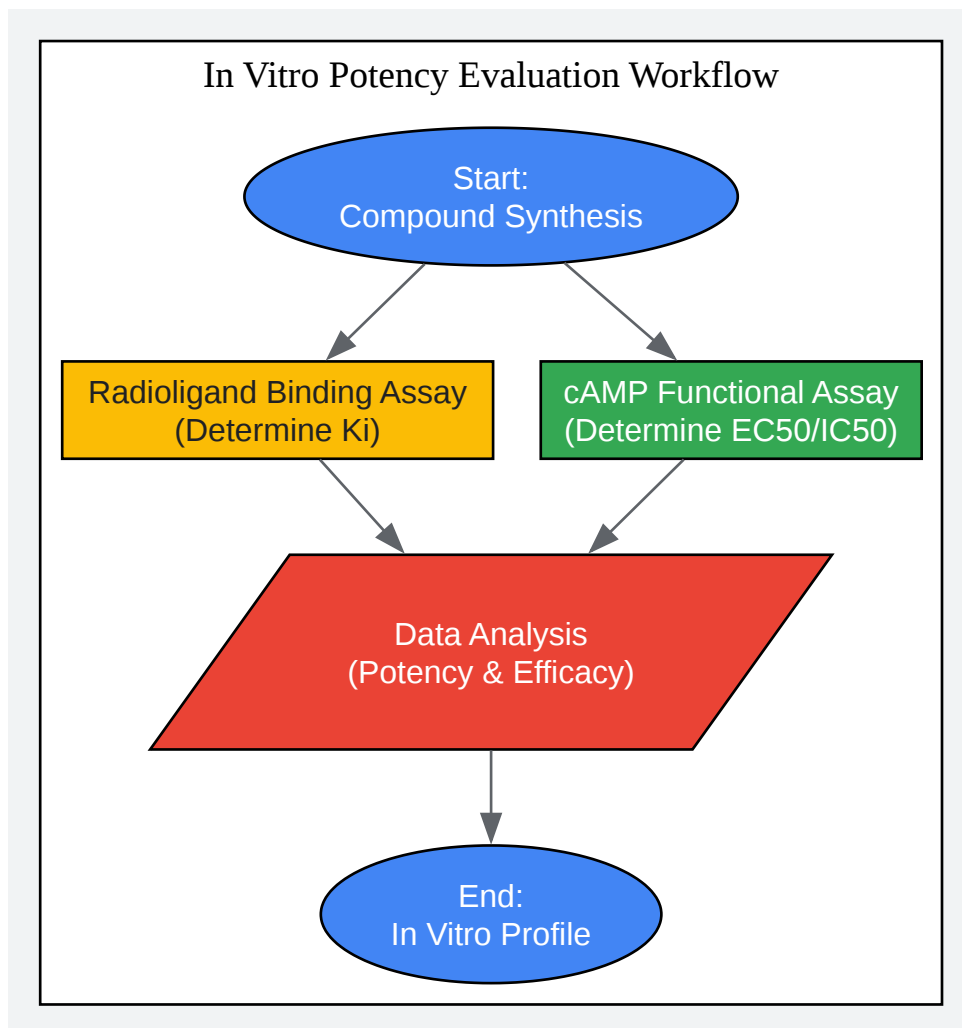 In Vitro Potency Evaluation Workflow
Start:
Compound Synthesis
Radioligand Binding Assay
(Determine Ki)
cAMP Functional Assay
(Determine EC50/IC50)
Data Analysis
(Potency & Efficacy)
End:
In Vitro Profile